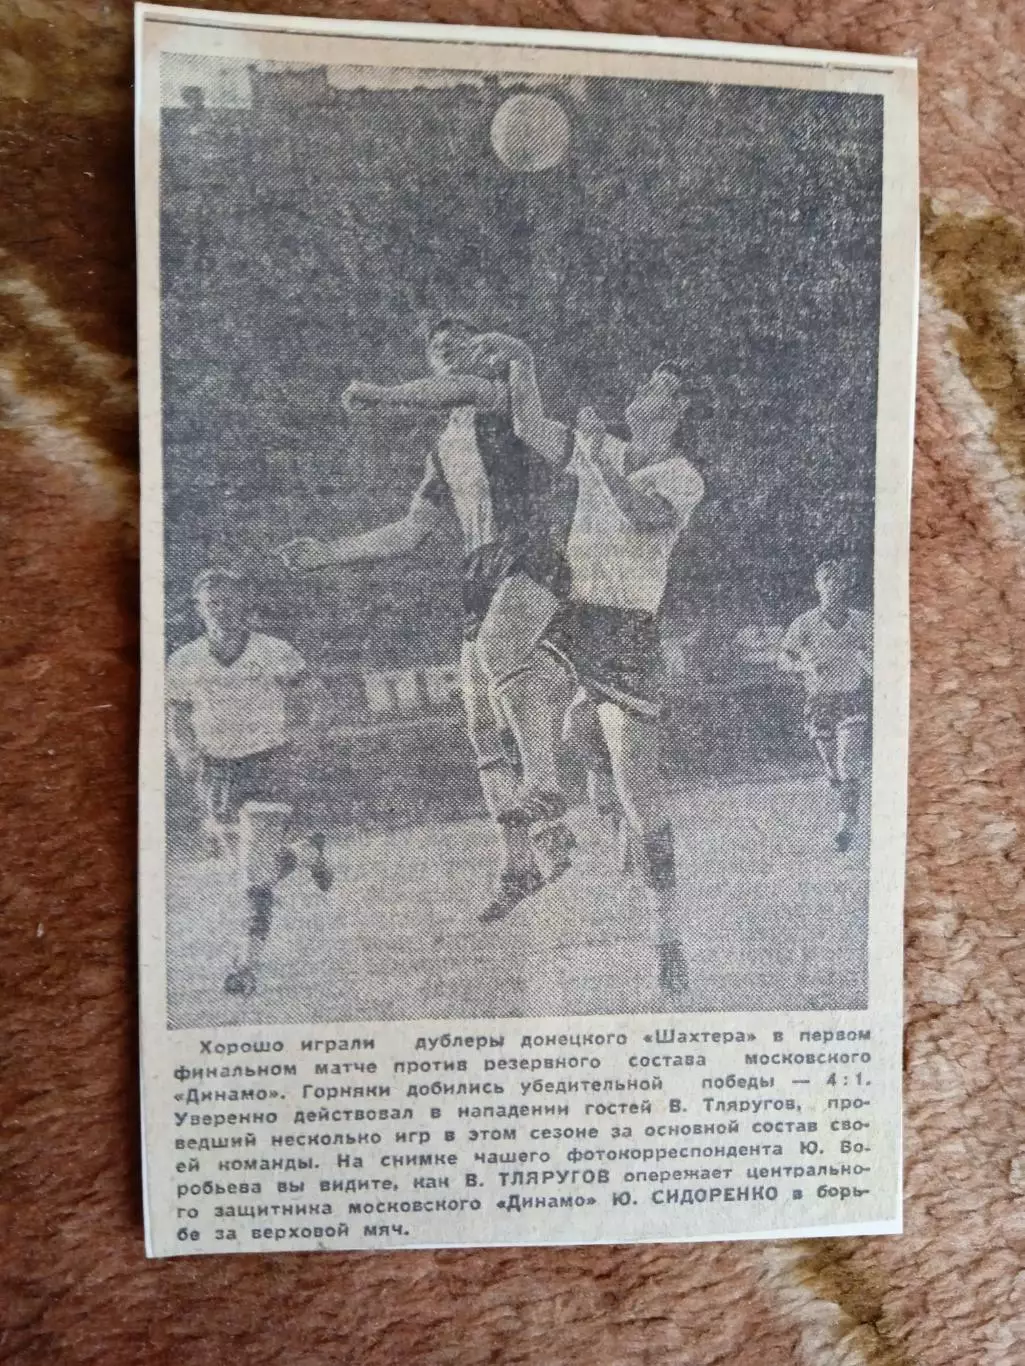 ПР
Хорошо играли дублеры донецкого «Шахтера» в первом
финальном матче против резервного состава московского
«Динамо». Горняки добились убедительной победы — 4:1.
Уверенно действовал в нападении гостей В. Тляругов, про-
ведший несколько игр в этом сезоне за основной состав сво-
ей команды. На снимке нашего фотокорреспондента Ю. Во-
робьева вы видите, как В. ТЛЯРУГОВ опережает центрально-
го защитника московского «Динамо» Ю. СИДОРЕНКО в борь-
бе за верховой мяч.